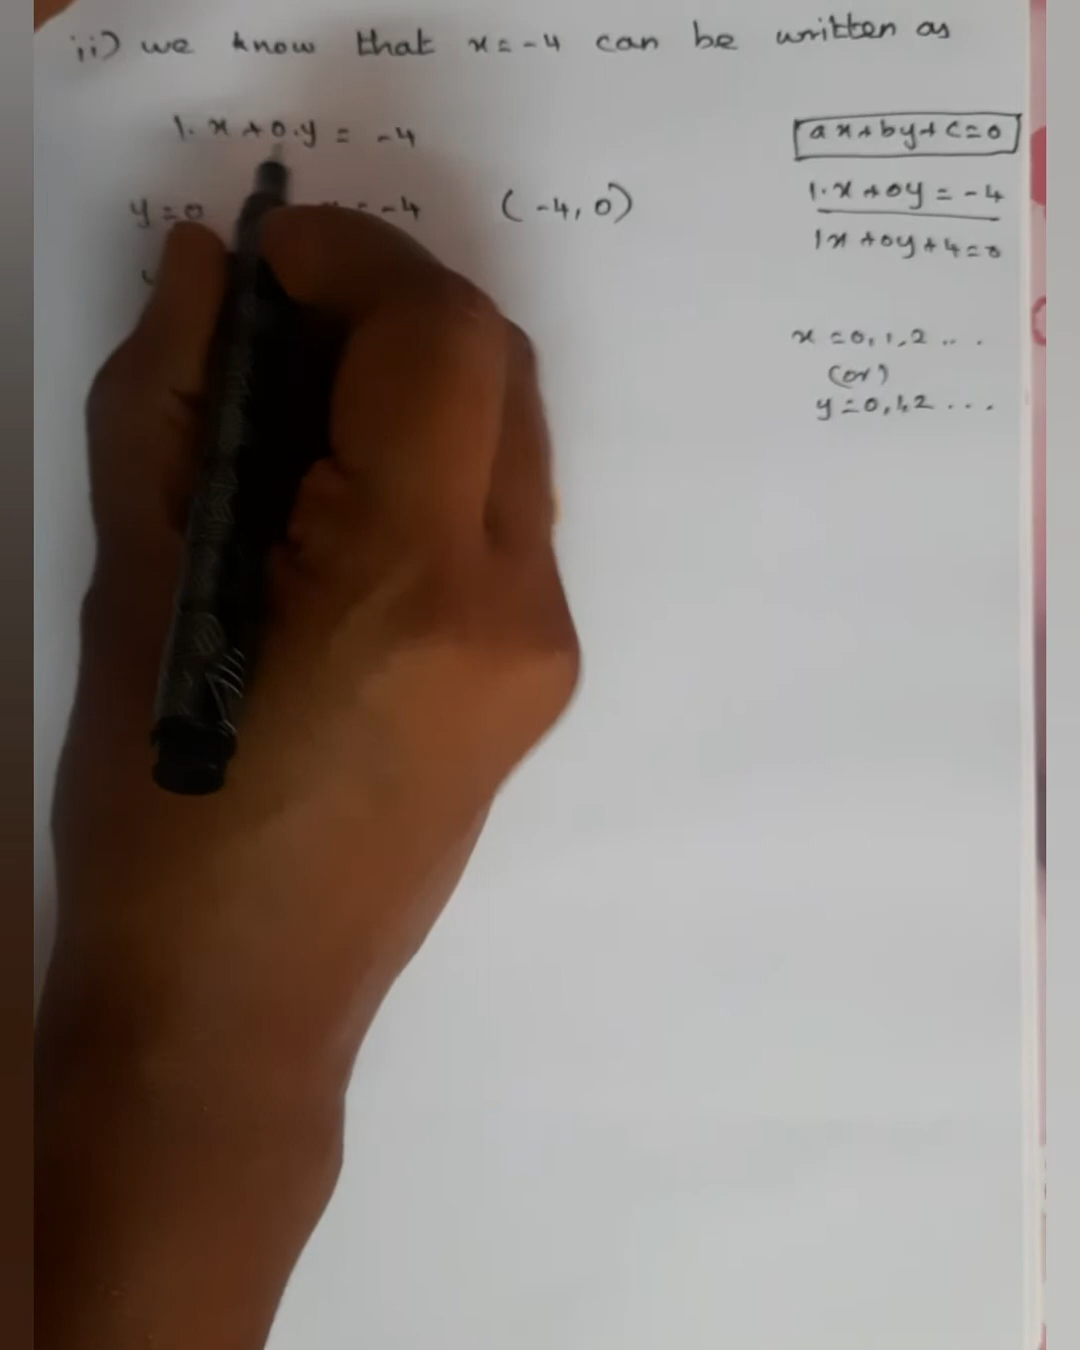 ii) we know that x = -4 can be written as
1. x + 0.y = -4
y = 0 = -4 (-4, 0)
ax + by + c = 0
1.x + 0y = -4
1x + 0y + 4 = 0
x = 0, 1, 2 .. .
(or)
y = 0, 1, 2 ...